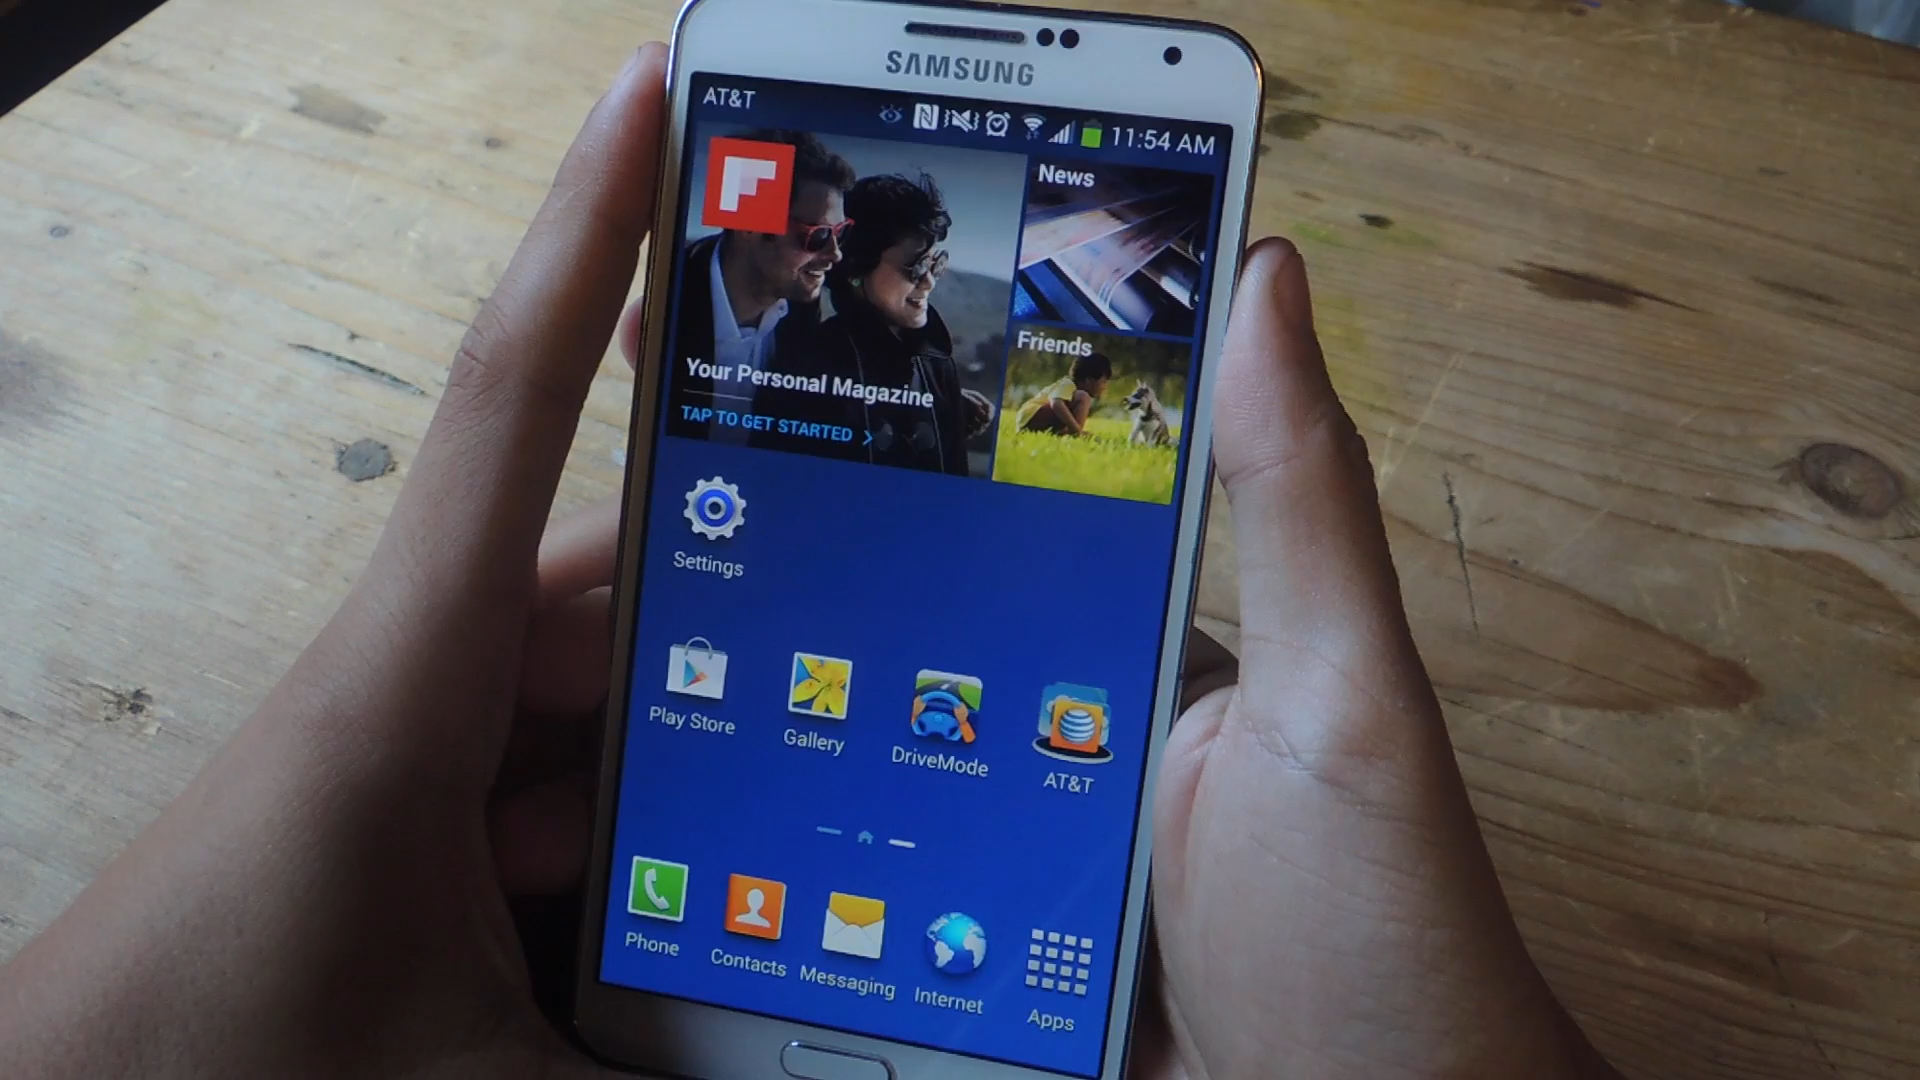 SAMSUNG
AT&T
11:54 AM
News
Friends
Your Personal Magazine
TAP TO GET STARTED
Settings
Play Store
Gallery
DriveMode
AT&T
Phone
Contacts
Messaging
Internet
Apps